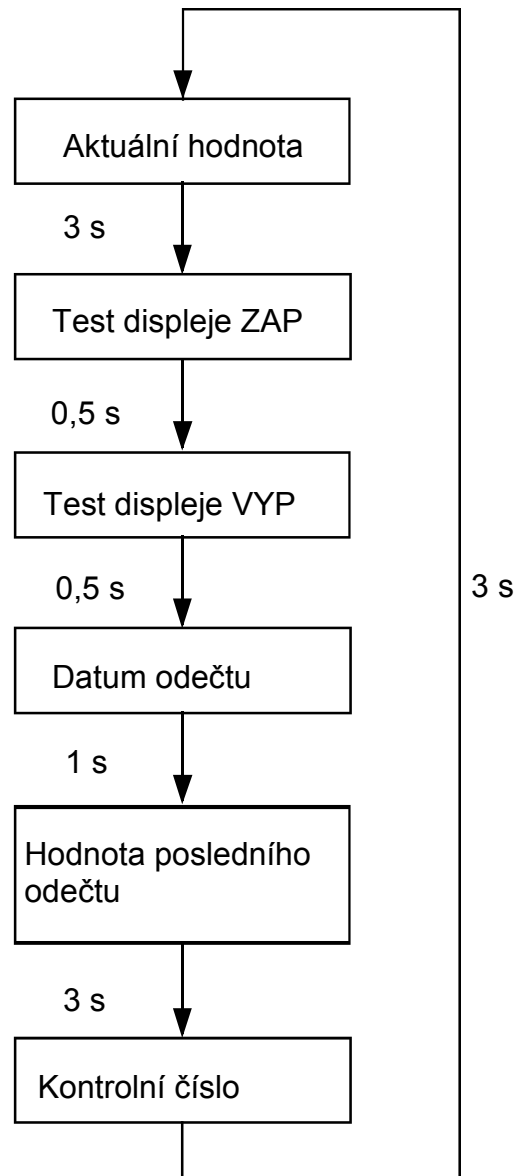 Aktuální hodnota
3 s
Test displeje ZAP
0,5 s
Test displeje VYP
0,5 s
3 s
Datum odečtu
1 s
Hodnota posledního
odečtu
3 s
Kontrolní číslo